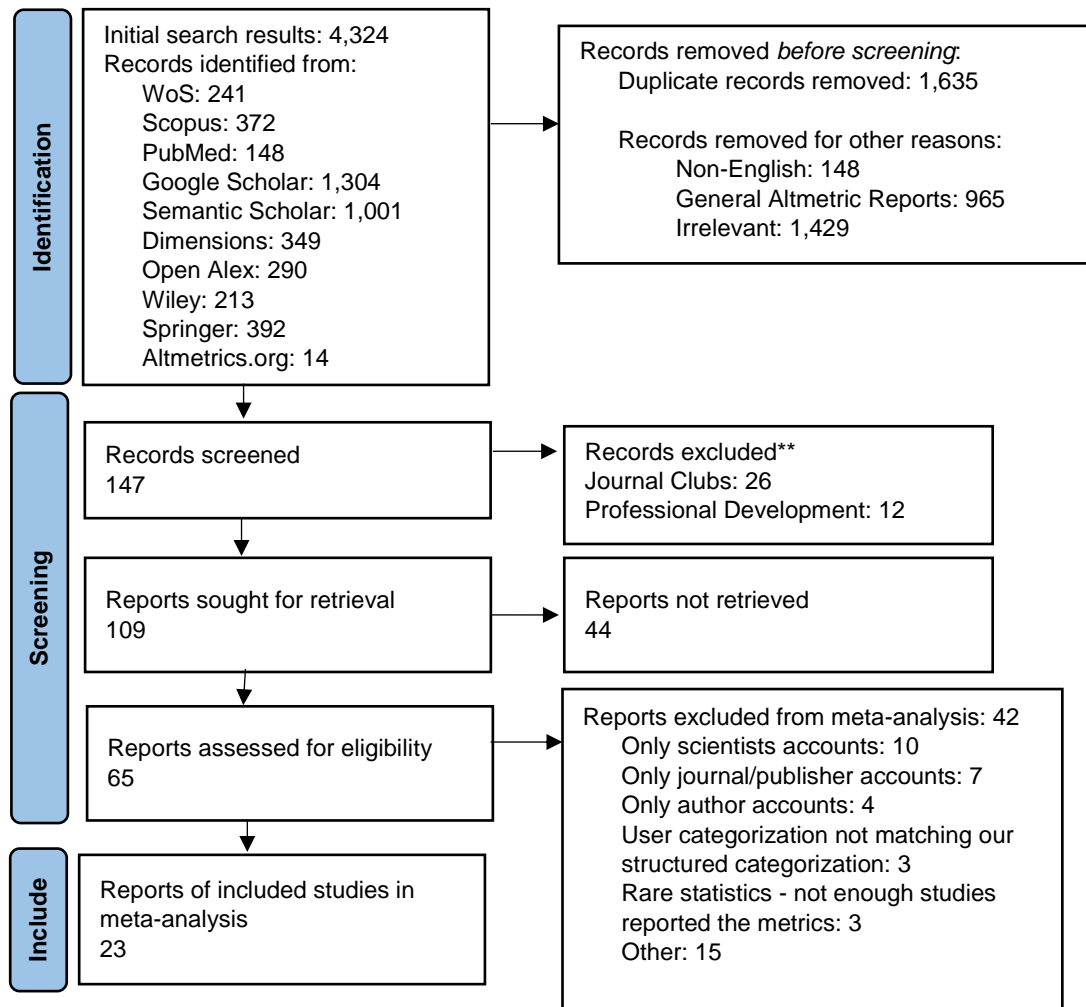 Identification
Initial search results: 4,324
Records identified from:
WoS: 241
Scopus: 372
PubMed: 148
Google Scholar: 1,304
Semantic Scholar: 1,001
Dimensions: 349
Open Alex: 290
Wiley: 213
Springer: 392
Altmetrics.org: 14
Records removed before screening:
Duplicate records removed: 1,635
Records removed for other reasons:
Non-English: 148
General Altmetric Reports: 965
Irrelevant: 1,429
Screening
Records screened
147
Records excluded**
Journal Clubs: 26
Professional Development: 12
Reports sought for retrieval
109
Reports not retrieved
44
Reports assessed for eligibility
65
Reports excluded from meta-analysis: 42
Only scientists accounts: 10
Only journal/publisher accounts: 7
Only author accounts: 4
User categorization not matching our
structured categorization: 3
Rare statistics - not enough studies
reported the metrics: 3
Other: 15
Include
Reports of included studies in
meta-analysis
23